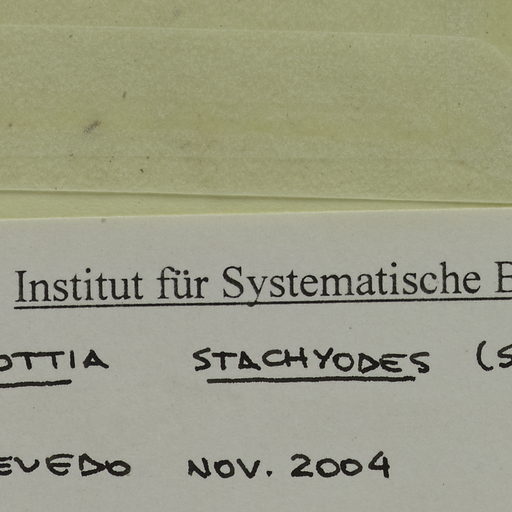 Institut für Systematische B
OTTIA STACHYODES (S
EVEDO NOV. 2004